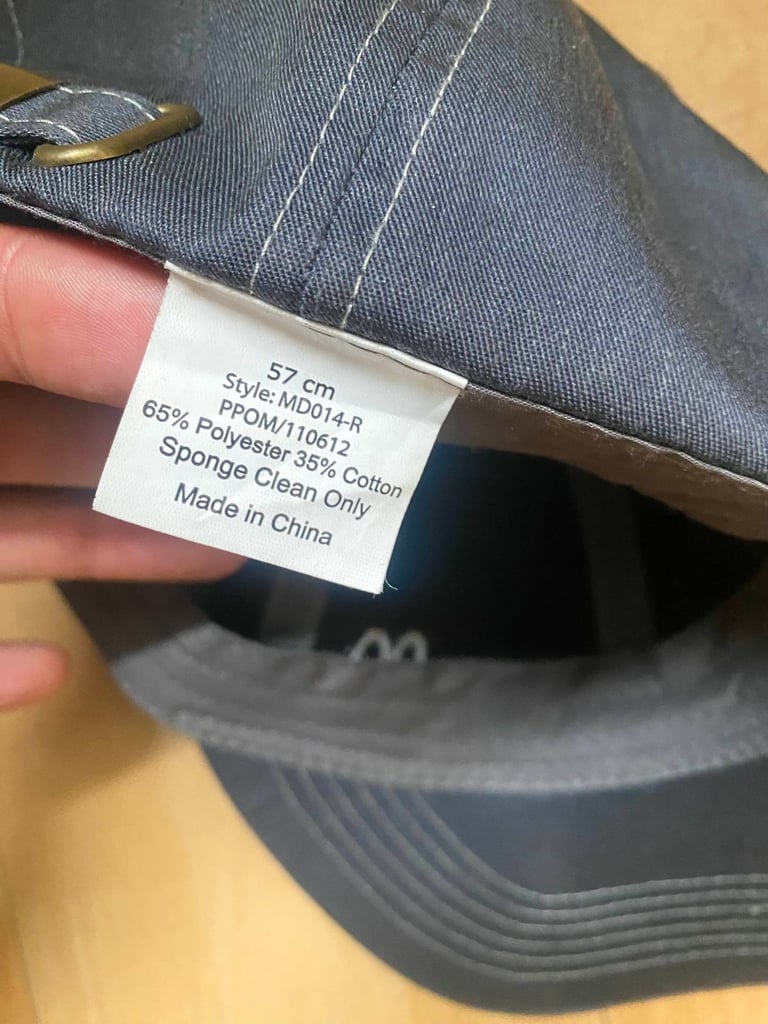 57 cm
Style: MD014-R
PPOM/110612
65% Polyester 35% Cotton
Sponge Clean Only
Made in China